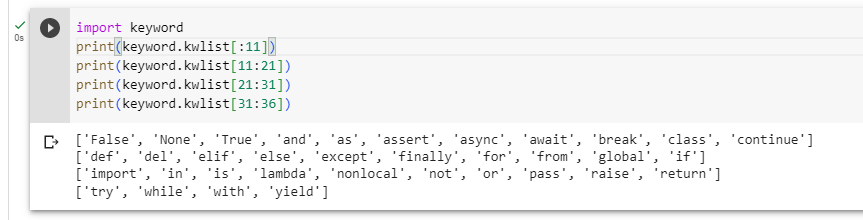 import keyword
0s
print(keyword.kwlist[:11])
print(keyword.kwlist[11:21])
print(keyword.kwlist[21:31])
print(keyword.kwlist[31:36])
['False', 'None', 'True', 'and', 'as', 'assert', 'async', 'await', 'break', 'class', 'continue']
['def', 'del', 'elif', 'else', 'except', 'finally', 'for', 'from', 'global', 'if']
['import', 'in', 'is', 'lambda', 'nonlocal', 'not', 'or', 'pass', 'raise', 'return']
['try', 'while', 'with', 'yield']